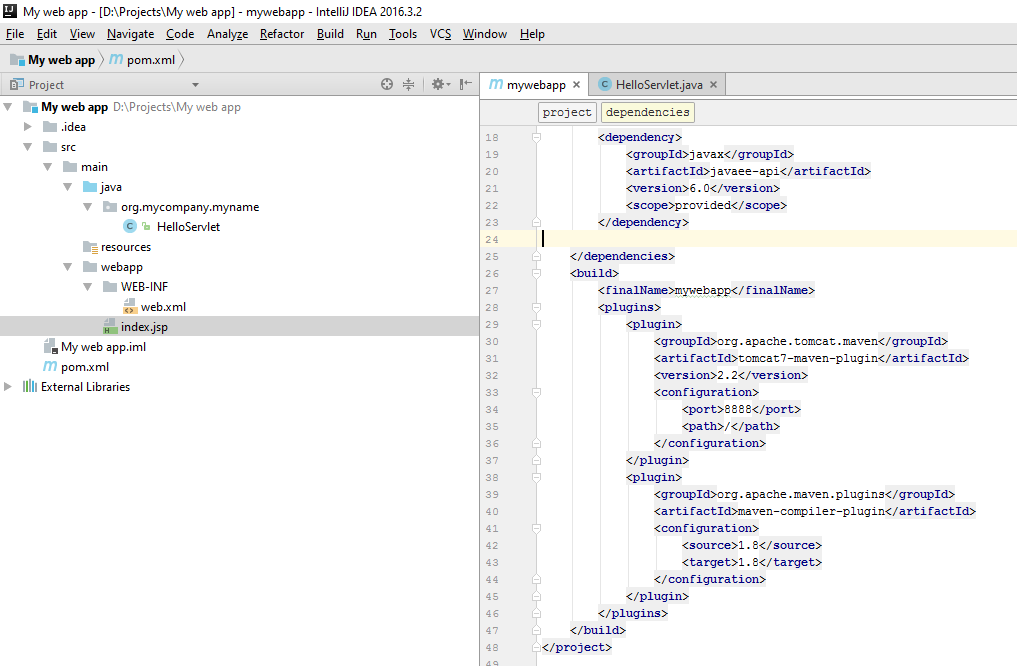 My web app - [D:\Projects\My web app] - mywebapp - IntelliJ IDEA 2016.3.2
File Edit View Navigate Code Analyze Refactor Build Run Tools VCS Window Help
My web app pom.xml
Project
My web app D:\Projects\My web app
.idea
src
main
java
org.mycompany.myname
HelloServlet
resources
webapp
WEB-INF
web.xml
index.jsp
My web app.iml
pom.xml
External Libraries
mywebapp HelloServlet.java
project dependencies
18 <dependency>
19 <groupId>javax</groupId>
20 <artifactId>javaee-api</artifactId>
21 <version>6.0</version>
22 <scope>provided</scope>
23 </dependency>
24
25 </dependencies>
26 <build>
27 <finalName>mywebapp</finalName>
28 <plugins>
29 <plugin>
30 <groupId>org.apache.tomcat.maven</groupId>
31 <artifactId>tomcat7-maven-plugin</artifactId>
32 <version>2.2</version>
33 <configuration>
34 <port>8888</port>
35 <path>/</path>
36 </configuration>
37 </plugin>
38 <plugin>
39 <groupId>org.apache.maven.plugins</groupId>
40 <artifactId>maven-compiler-plugin</artifactId>
41 <configuration>
42 <source>1.8</source>
43 <target>1.8</target>
44 </configuration>
45 </plugin>
46 </plugins>
47 </build>
48 </project>
49